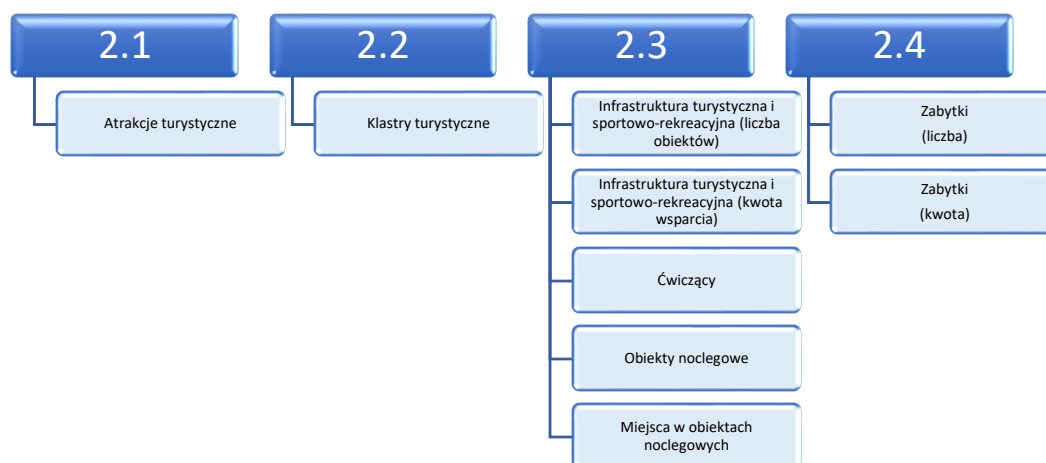 2.1
Atrakcje turystyczne
2.2
Klastry turystyczne
2.3
Infrastruktura turystyczna i
sportowo-rekreacyjna (liczba
obiektów)
Infrastruktura turystyczna i
sportowo-rekreacyjna (kwota
wsparcia)
Ćwiczący
Obiekty noclegowe
Miejsca w obiektach
noclegowych
2.4
Zabytki
(liczba)
Zabytki
(kwota)